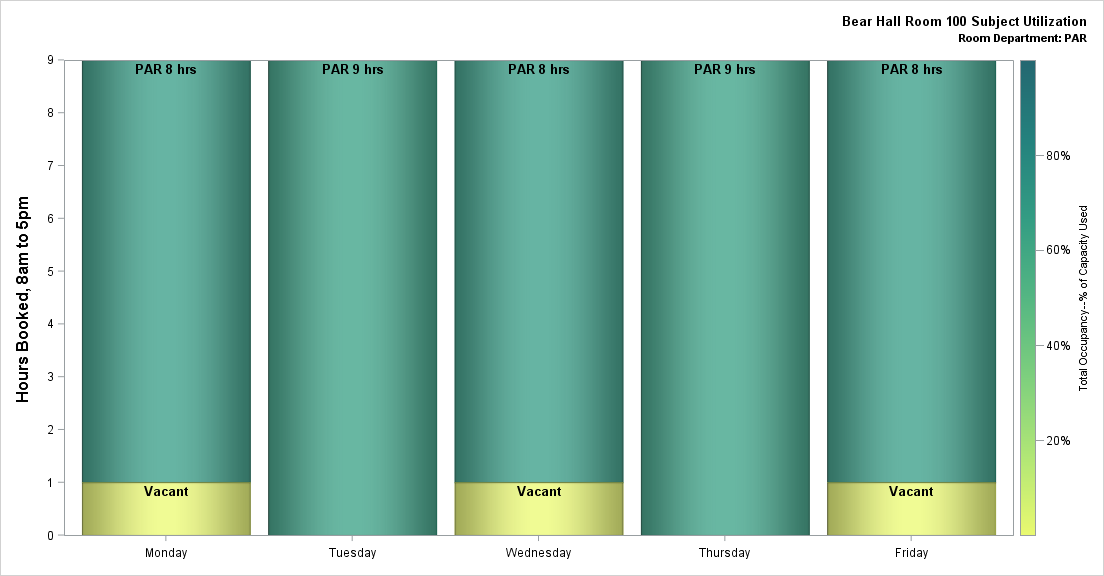 Bear Hall Room 100 Subject Utilization
Room Department: PAR
Hours Booked, 8am to 5pm
9
8
7
6
5
4
3
2
1
0
PAR 8 hrs
PAR 9 hrs
PAR 8 hrs
PAR 9 hrs
PAR 8 hrs
Vacant
Vacant
Vacant
Monday
Tuesday
Wednesday
Thursday
Friday
80%
60%
40%
20%
Total Occupancy--% of Capacity Used